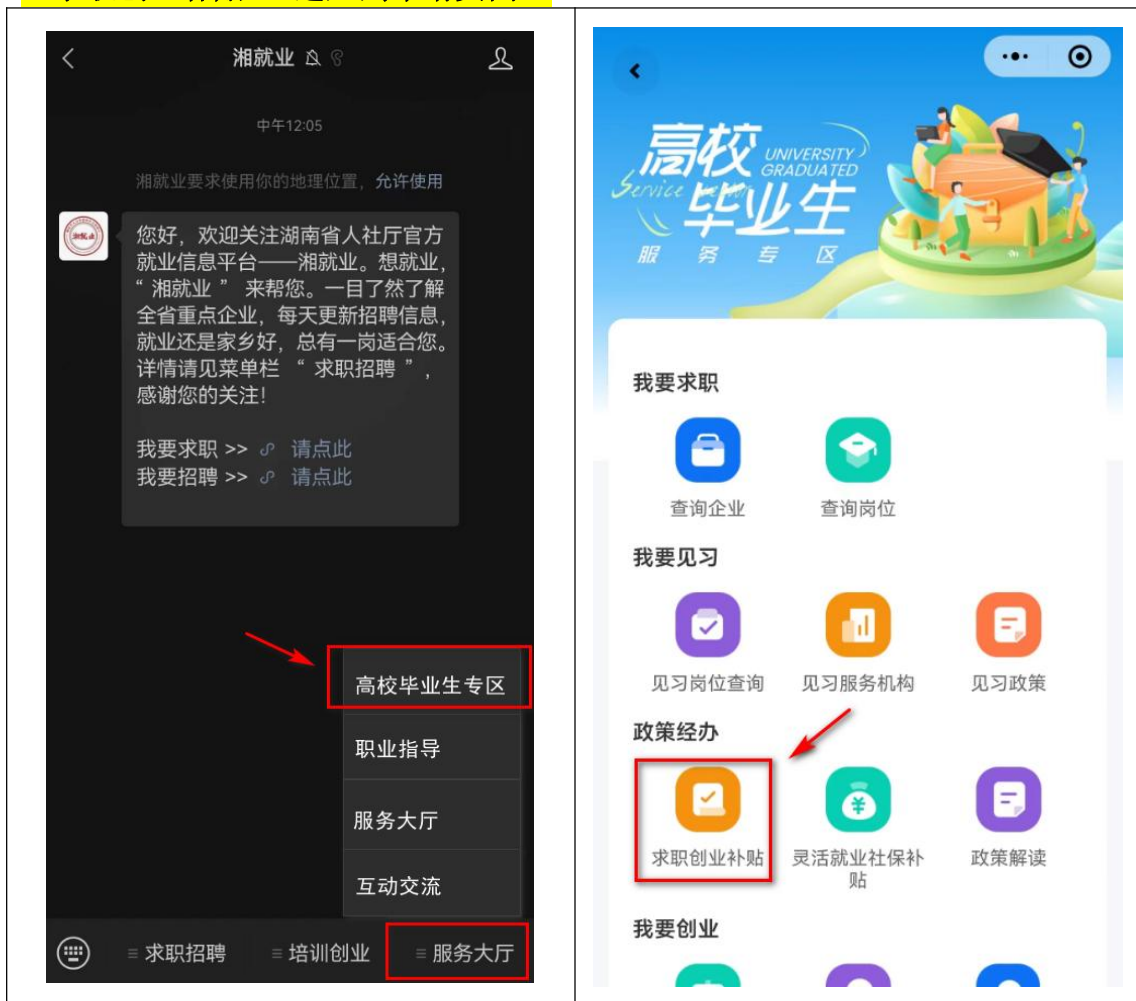 湘就业
中午12:05
湘就业要求使用你的地理位置，允许使用
您好，欢迎关注湖南省人社厅官方
就业信息平台——湘就业。想就业，
“湘就业”来帮您。一目了然了解
全省重点企业，每天更新招聘信息，
就业还是家乡好，总有一岗适合您。
详情请见菜单栏“求职招聘”，
感谢您的关注！
我要求职 >> 请点此
我要招聘 >> 请点此
高校毕业生专区
职业指导
服务大厅
互动交流
求职招聘
培训创业
服务大厅
高校
UNIVERSITY
GRADUATED
毕业生
服务专区
我要求职
查询企业
查询岗位
我要见习
见习岗位查询
见习服务机构
见习政策
政策经办
求职创业补贴
灵活就业社保补
贴
政策解读
我要创业